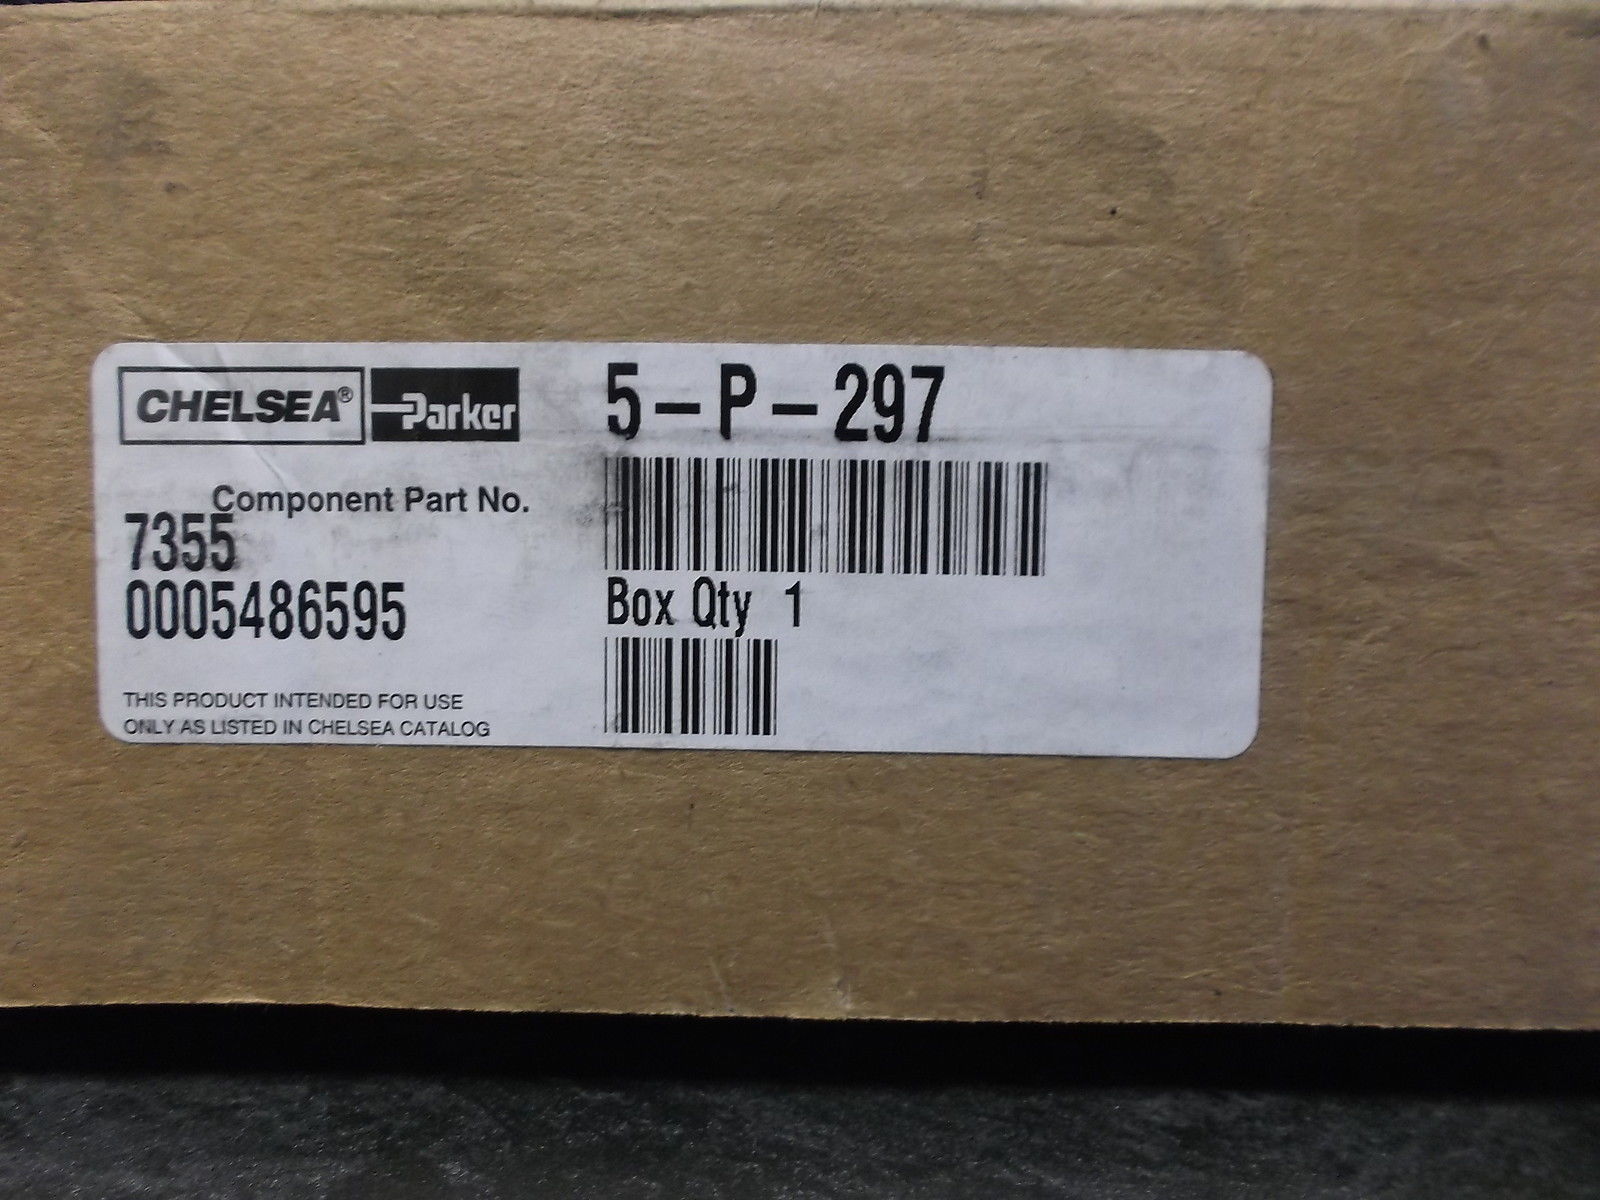 CHELSEA® Parker
5-P-297
Component Part No.
7355
0005486595
Box Qty 1
THIS PRODUCT INTENDED FOR USE
ONLY AS LISTED IN CHELSEA CATALOG